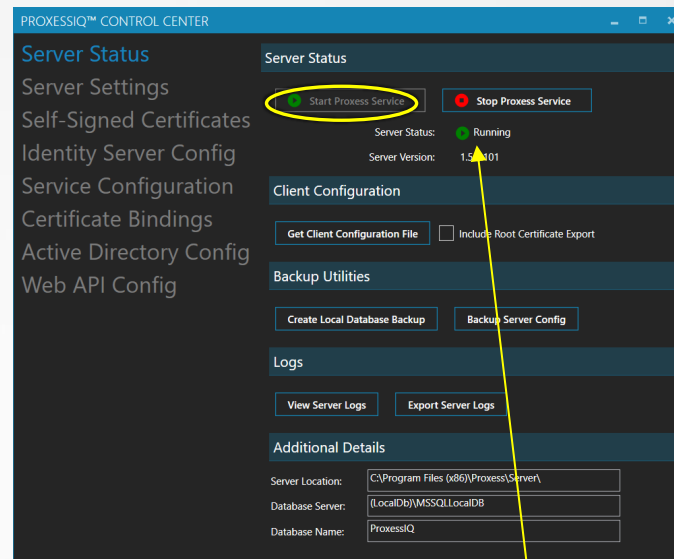 PROXESSIQ™ CONTROL CENTER
Server Status
Server Settings
Self-Signed Certificates
Identity Server Config
Service Configuration
Certificate Bindings
Active Directory Config
Web API Config
Server Status
Start Proxess Service
Stop Proxess Service
Server Status: Running
Server Version:
Client Configuration
Get Client Configuration File
Include Root Certificate Export
Backup Utilities
Create Local Database Backup
Backup Server Config
Logs
View Server Logs
Export Server Logs
Additional Details
Server Location: C:\Program Files (x86)\Proxess\Server\
Database Server: (LocalDb)\MSSQLLocalDB
Database Name: ProxessIQ